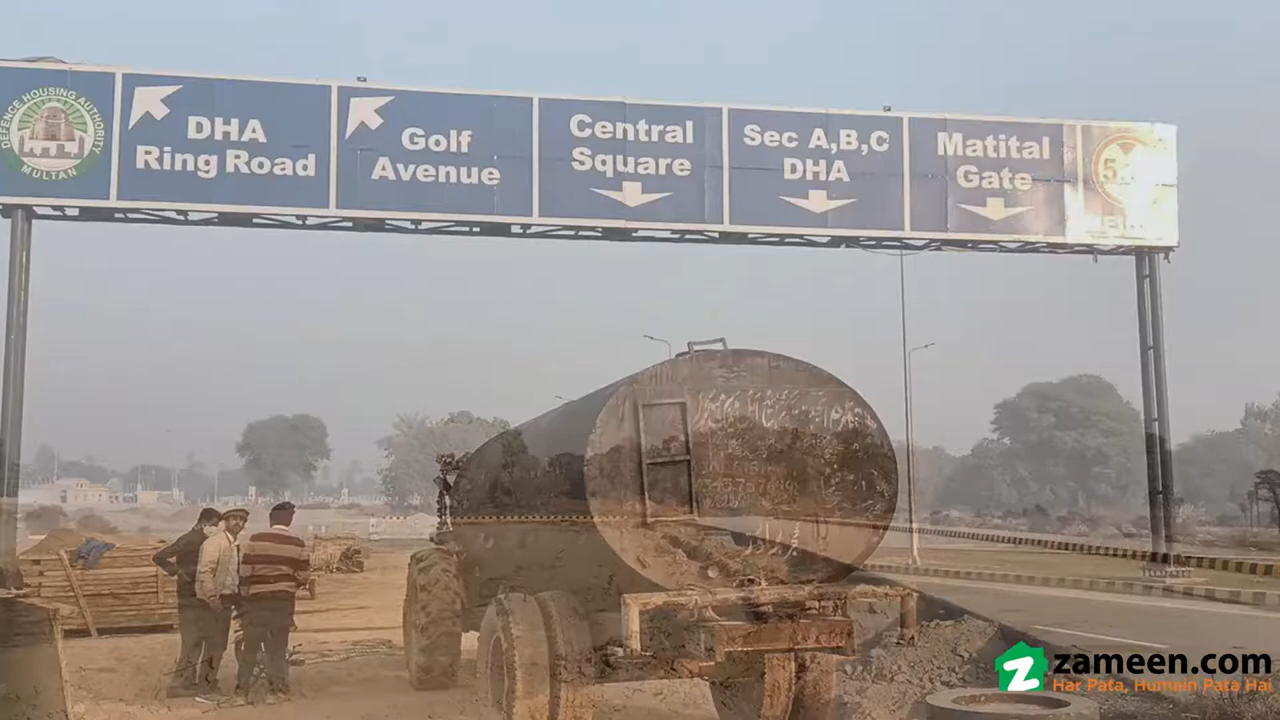 DEFENCE HOUSING AUTHORITY
MULTAN
DHA
Ring Road
Golf
Avenue
Central
Square
Sec A,B,C
DHA
Matital
Gate
zameen.com
Har Pata, Humain Pata Hai